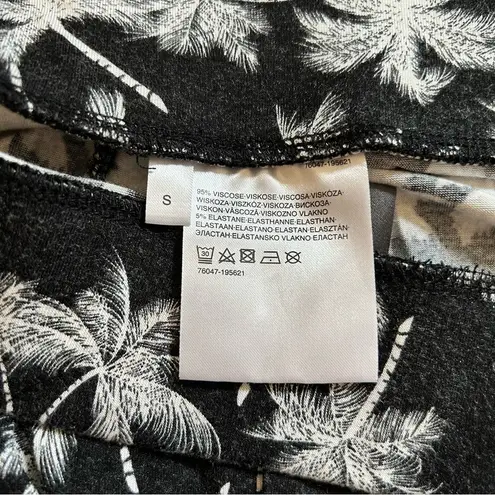 76047-195621
S
95% VISCOSE·VISKOSE·VISCOSA·VISKÓZA·
WISKOZA·VISZKÓZ·VISKOZA·ВИСКОЗА·
VISKON·VÂSCOZĂ·VISKOZNO VLAKNO
5% ELASTANE·ELASTHANNE·ELASTHAN·
ELASTAAN·ELASTANO·ELASTAN·ELASZTÁN·
ЭЛАСТАН·ELASTANSKO VLAKNO·ЕЛАСТАН
30
76047-195621